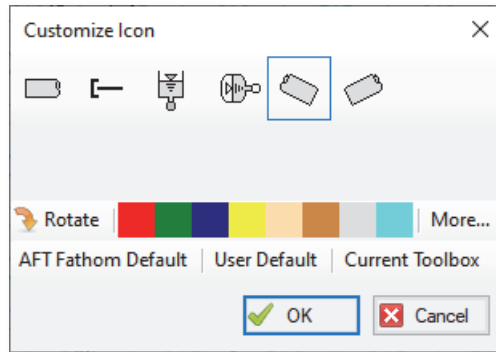 Customize Icon
Rotate More...
AFT Fathom Default User Default Current Toolbox
OK Cancel